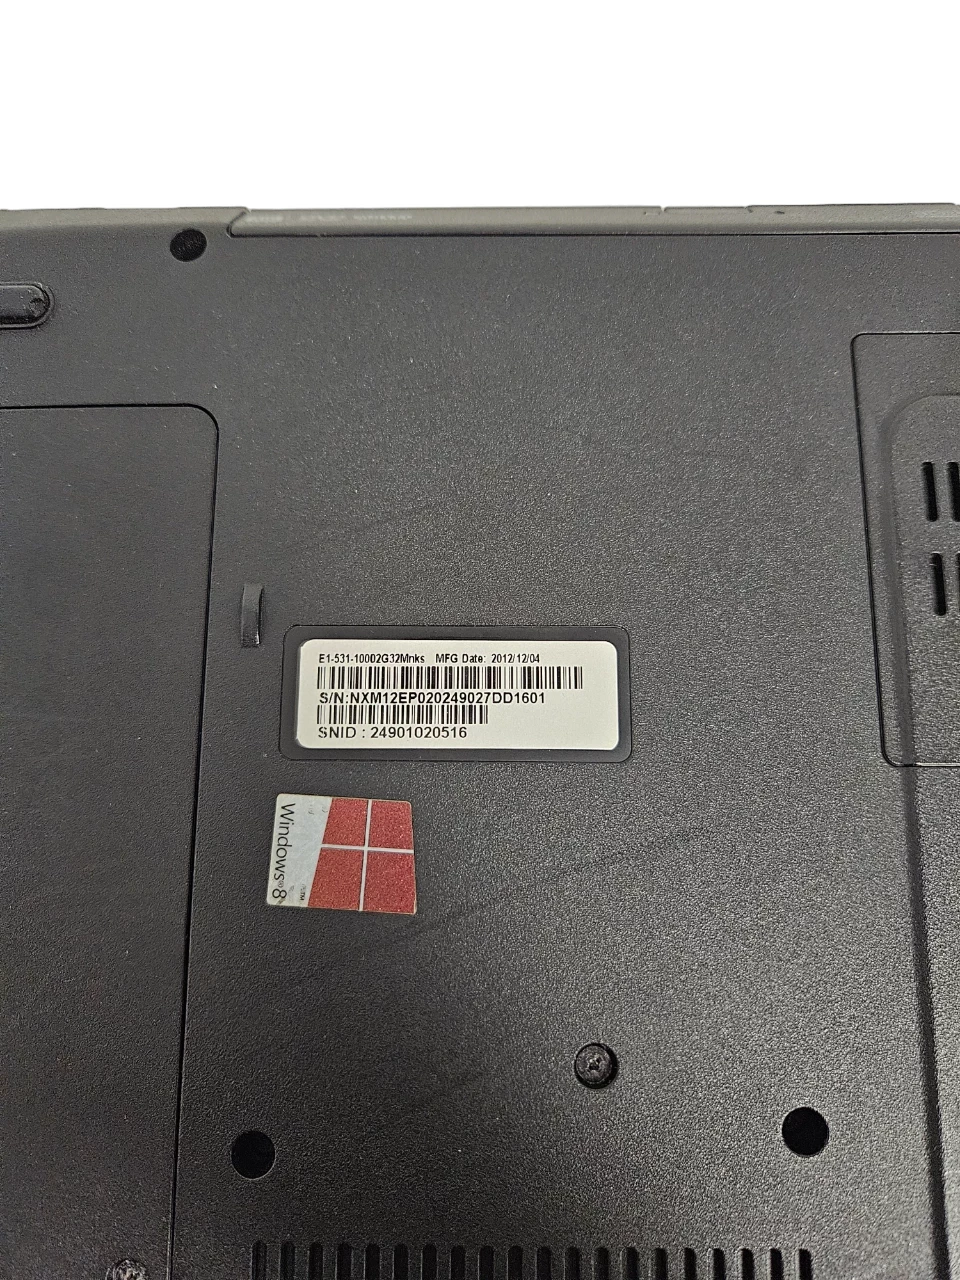 E1-531-10002G32Mnks MFG Date: 2012/12/04
S/N:NXM12EP020249027DD1601
SNID : 24901020516
Windows®8